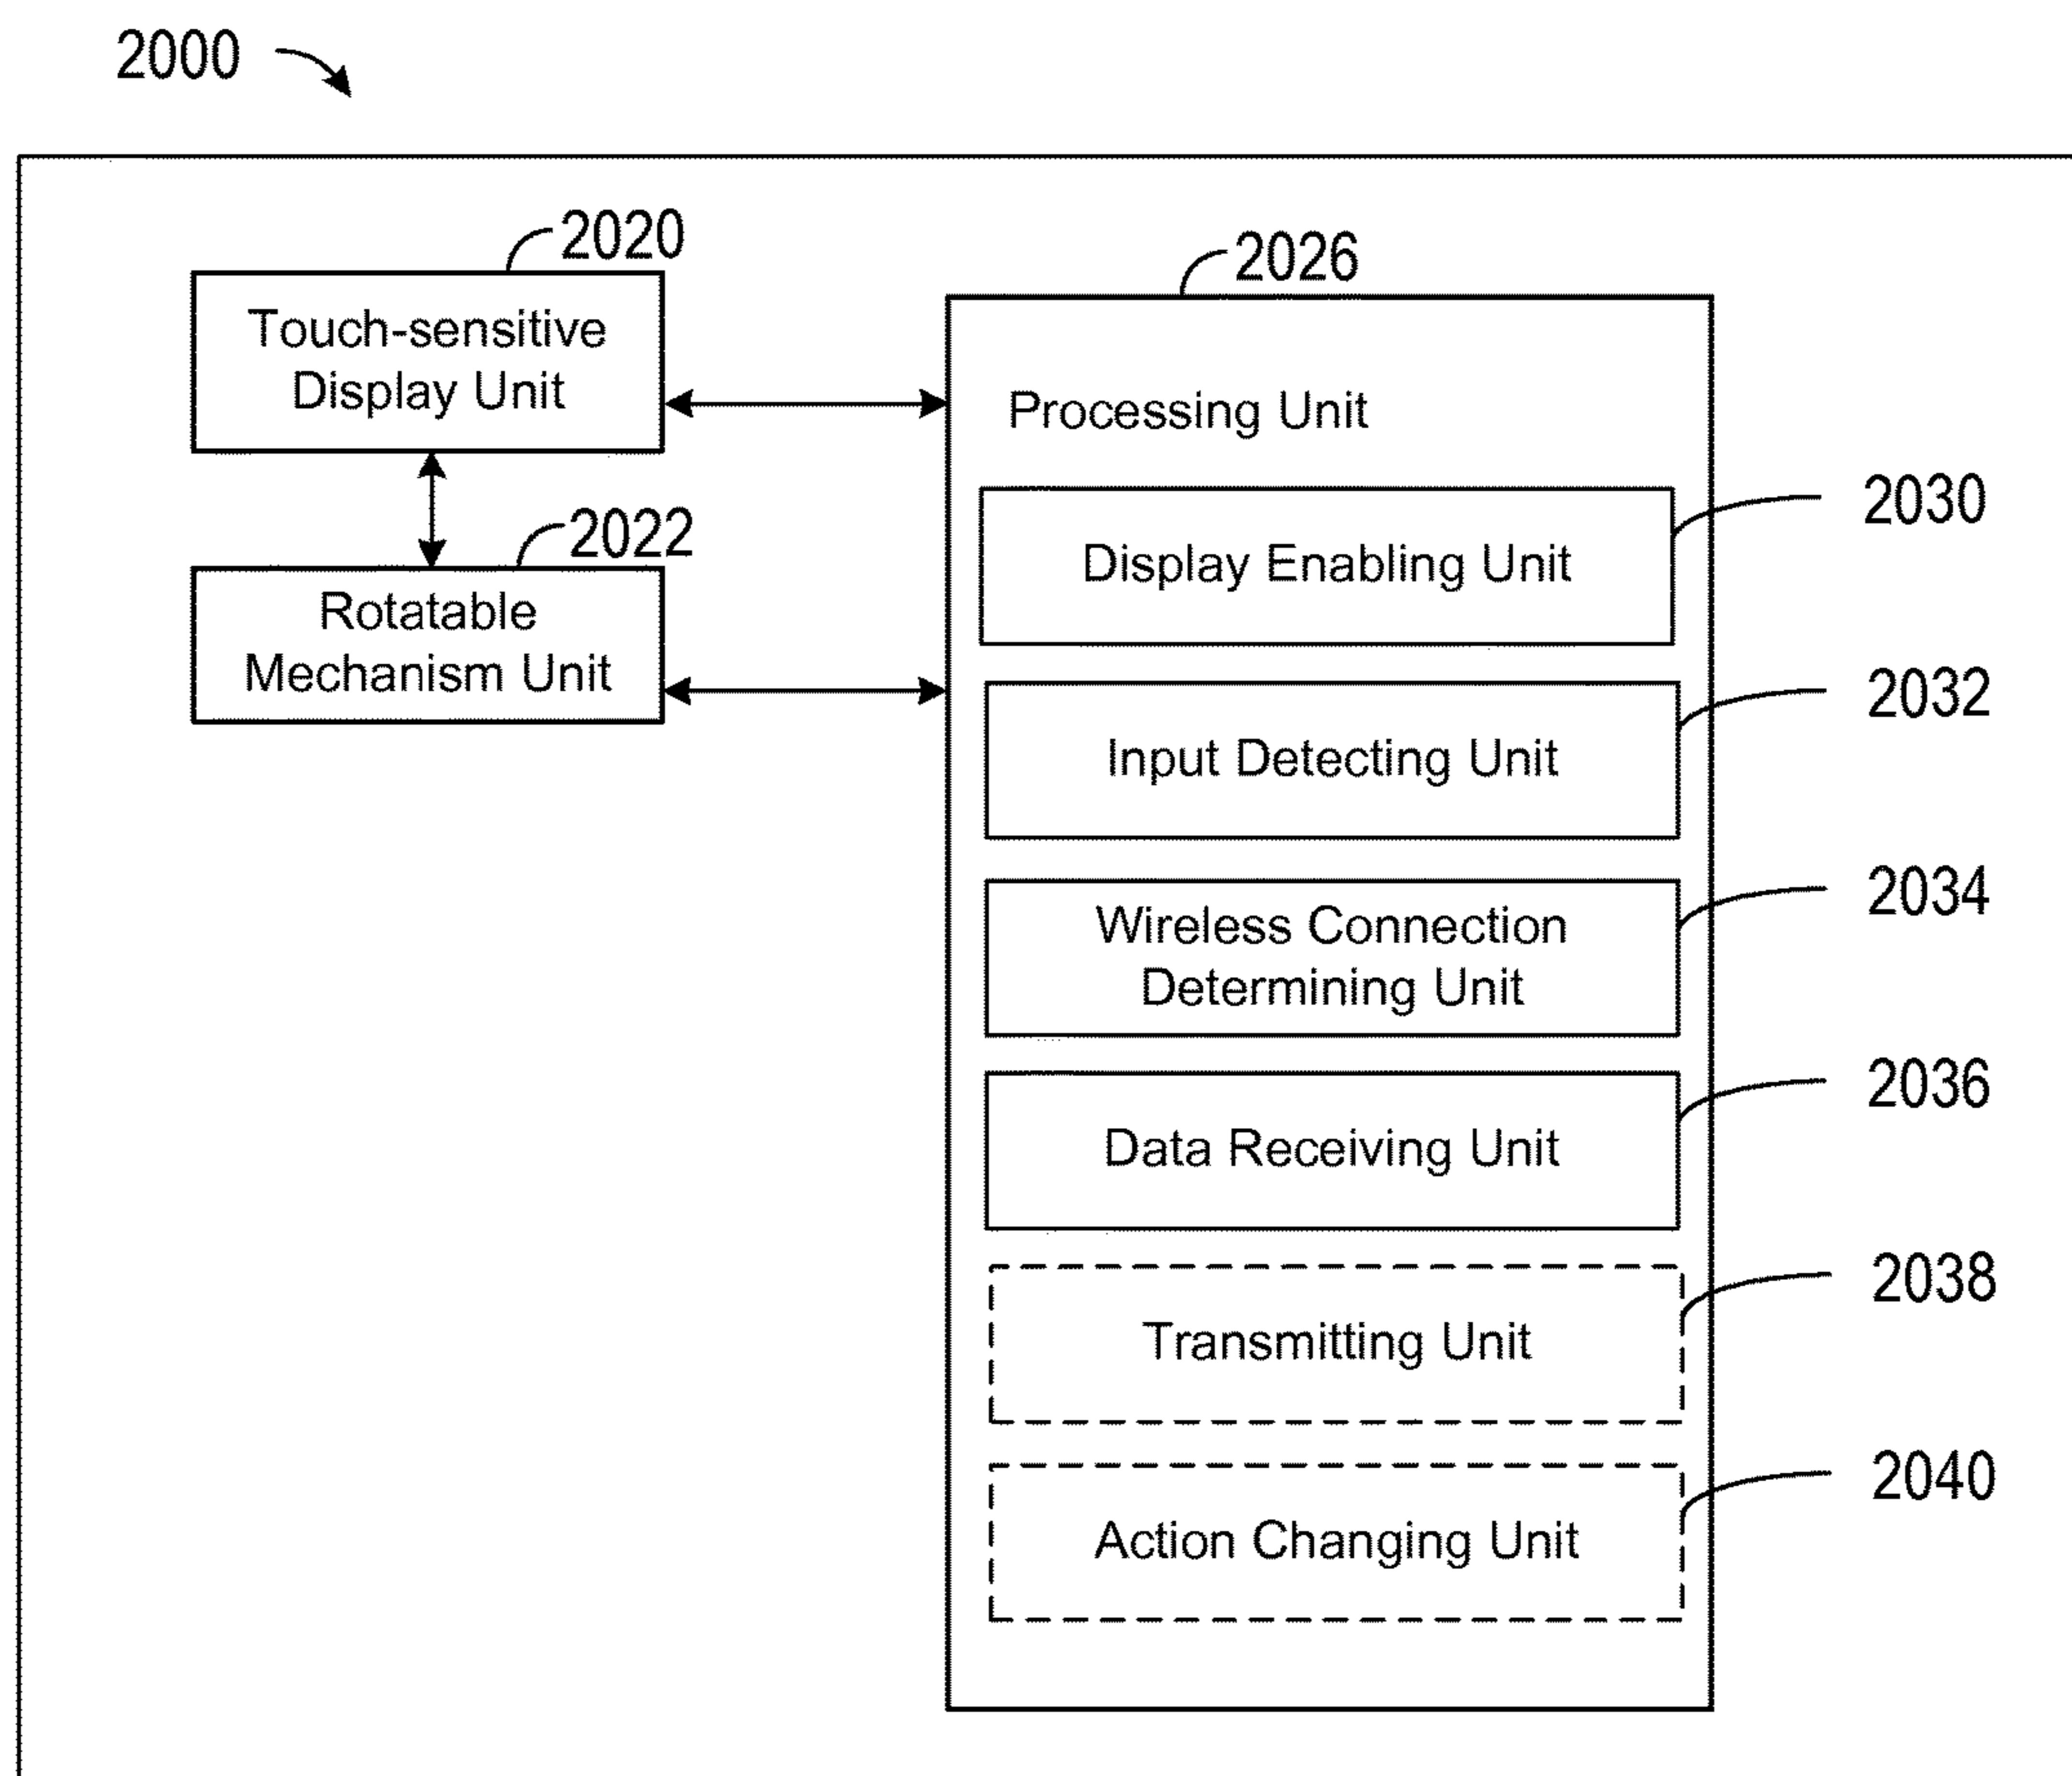 2000
2020
Touch-sensitive
Display Unit
2022
Rotatable
Mechanism Unit
2026
Processing Unit
2030
Display Enabling Unit
2032
Input Detecting Unit
2034
Wireless Connection
Determining Unit
2036
Data Receiving Unit
2038
Transmitting Unit
2040
Action Changing Unit